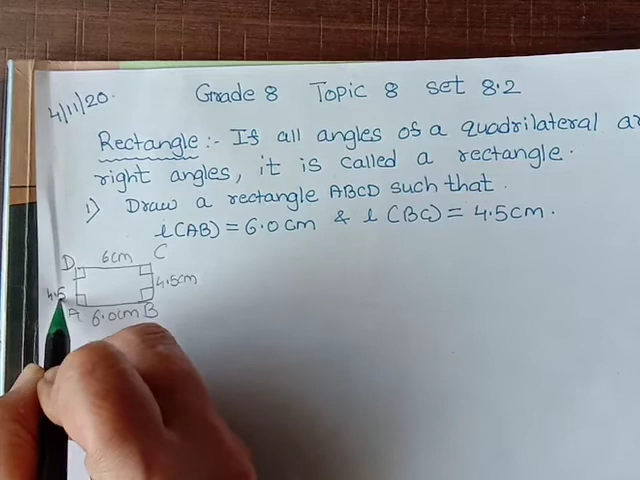 4/11/20.
Grade 8 Topic 8 set 8.2
Rectangle :- If all angles of a quadrilateral
right angles, it is called a rectangle.
1) Draw a rectangle ABCD such that.
l(AB) = 6.0 cm & l(BC) = 4.5cm.
D 6cm C
4.5 4.5cm
A 6.0cm B